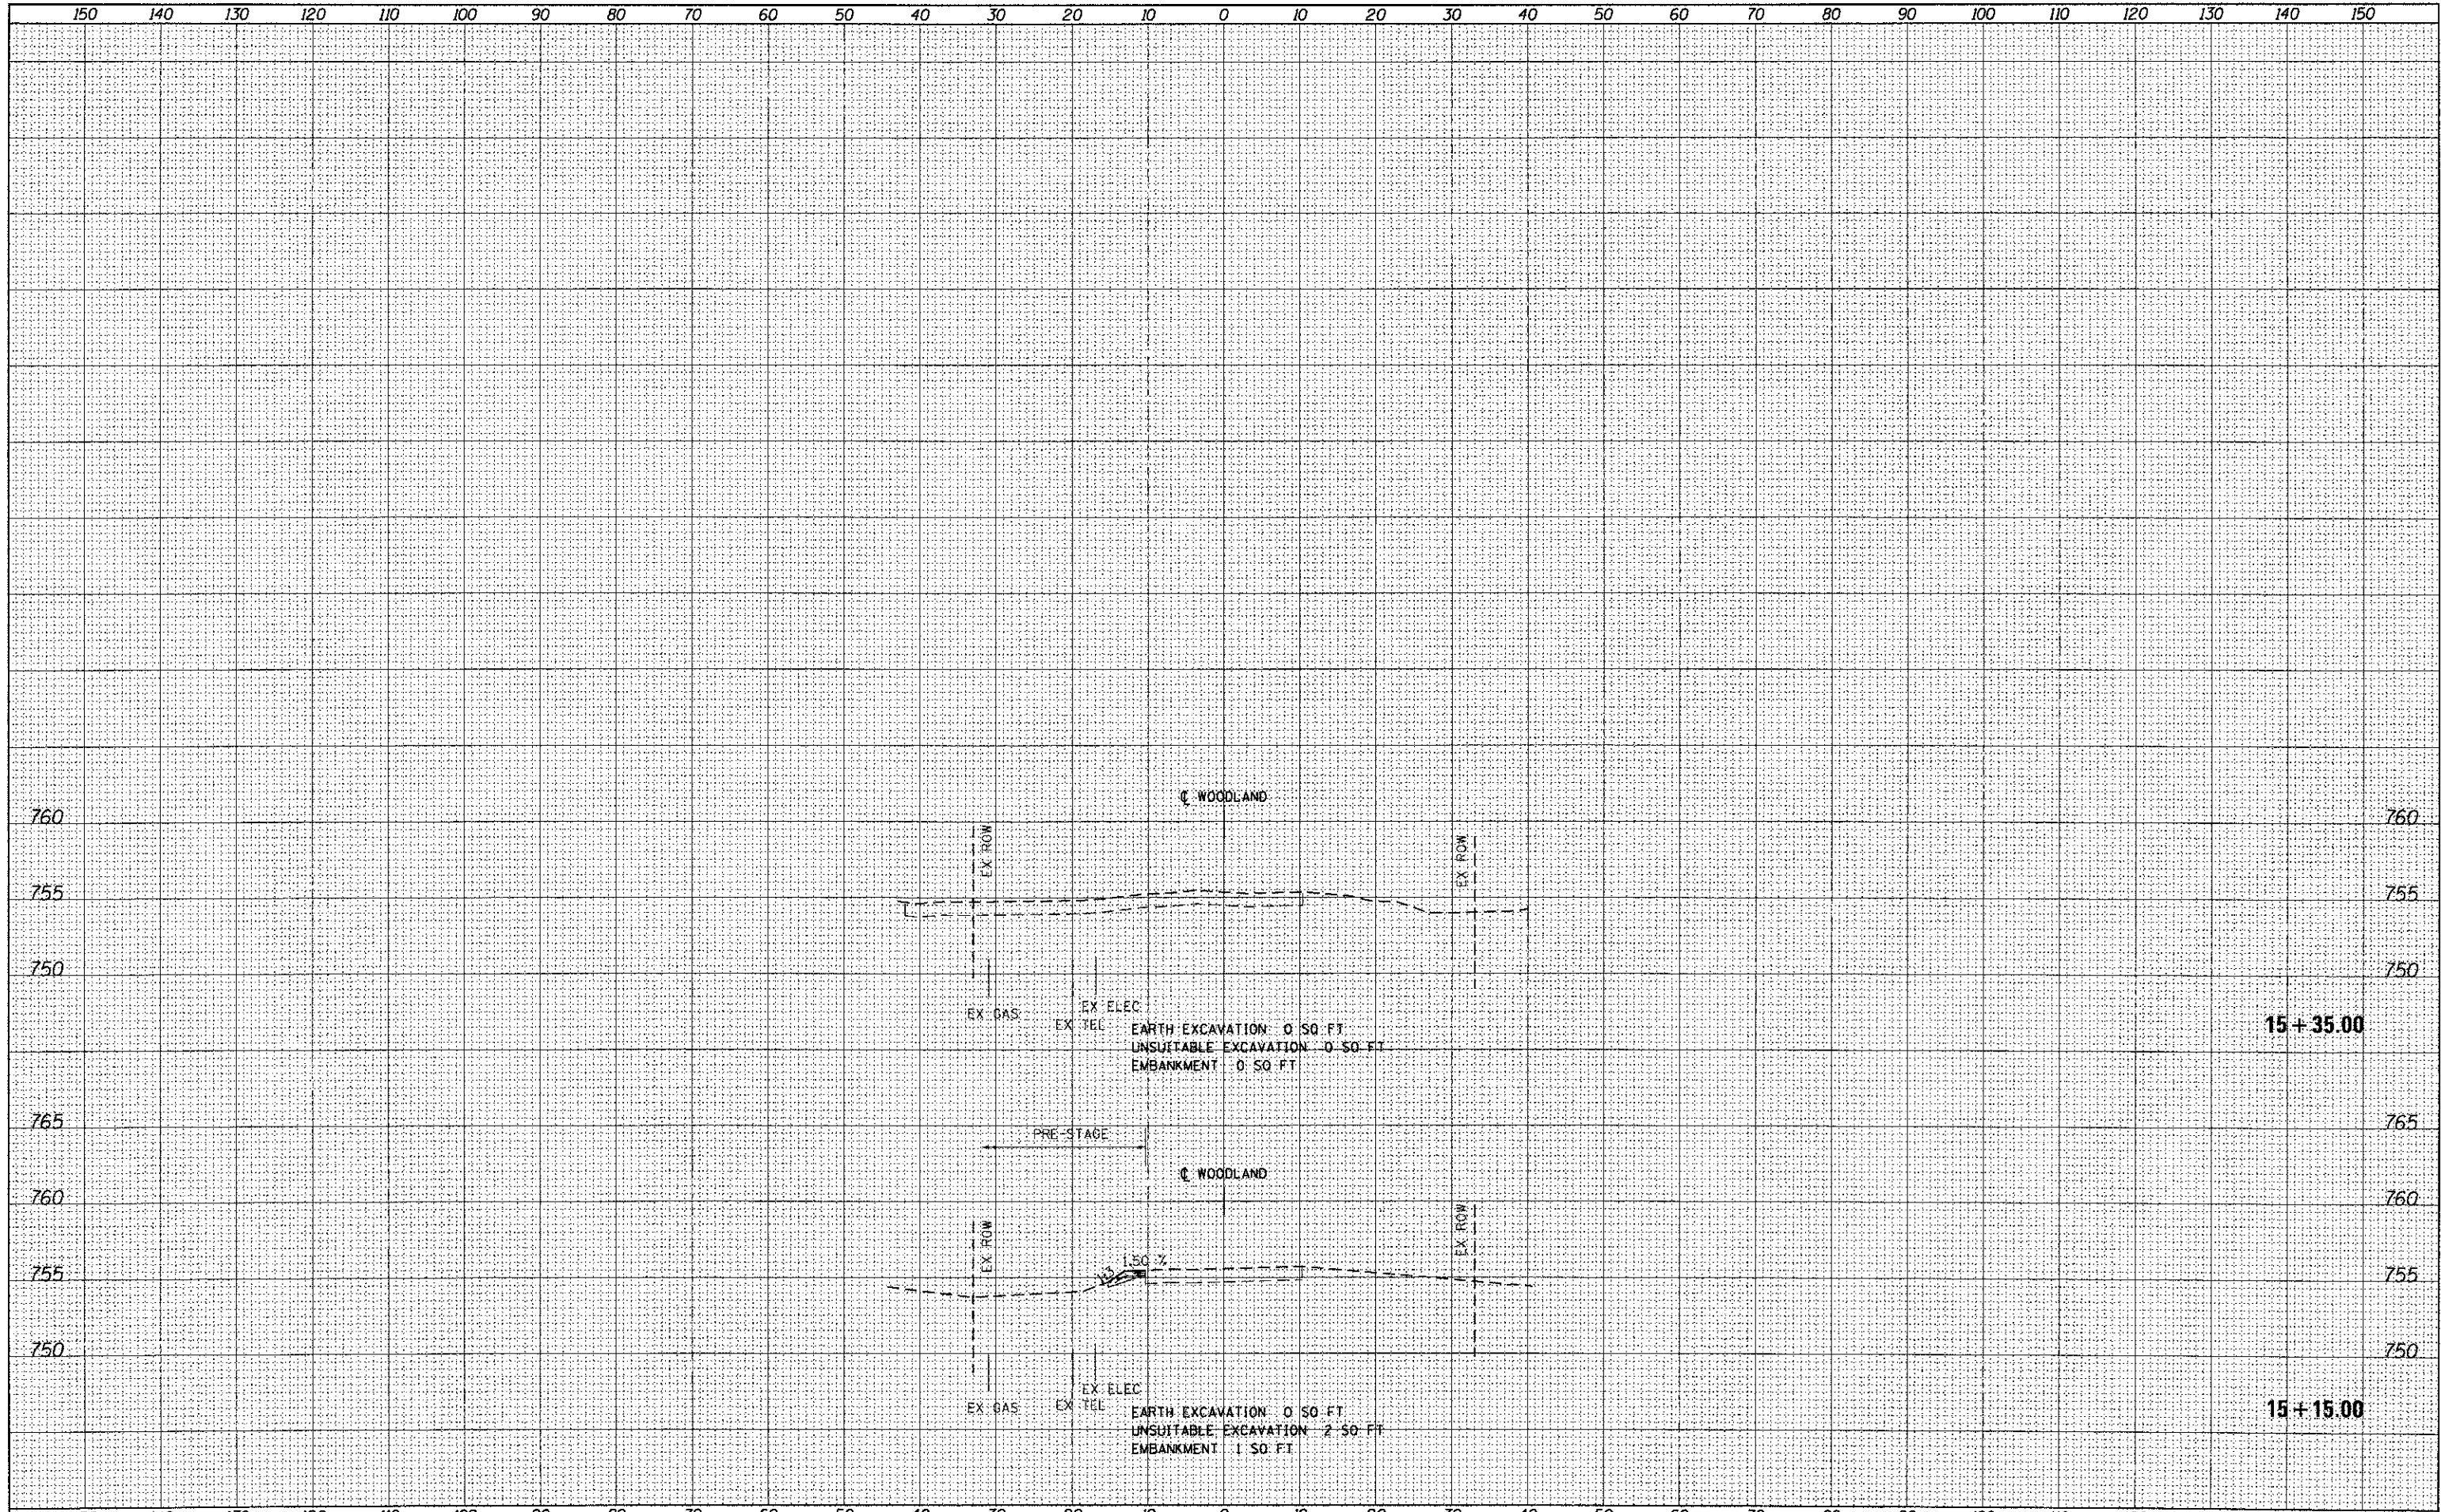 150 140 130 120 110 100 90 80 70 60 50 40 30 20 10 0 10 20 30 40 50 60 70 80 90 100 110 120 130 140 150
℄ WOODLAND
760 760
EX ROW EX ROW
755 755
750 750
EX GAS EX TEL EX ELEC
EARTH EXCAVATION 0 SQ FT
15 + 35.00
UNSUITABLE EXCAVATION 0 SQ FT
EMBANKMENT 0 SQ FT
765 765
PRE-STAGE
℄ WOODLAND
760 760
EX ROW EX ROW
1:3 1.50 %
755 755
750 750
EX GAS EX TEL EX ELEC
EARTH EXCAVATION 0 SQ FT
15 + 15.00
UNSUITABLE EXCAVATION 2 SQ FT
EMBANKMENT 1 SQ FT